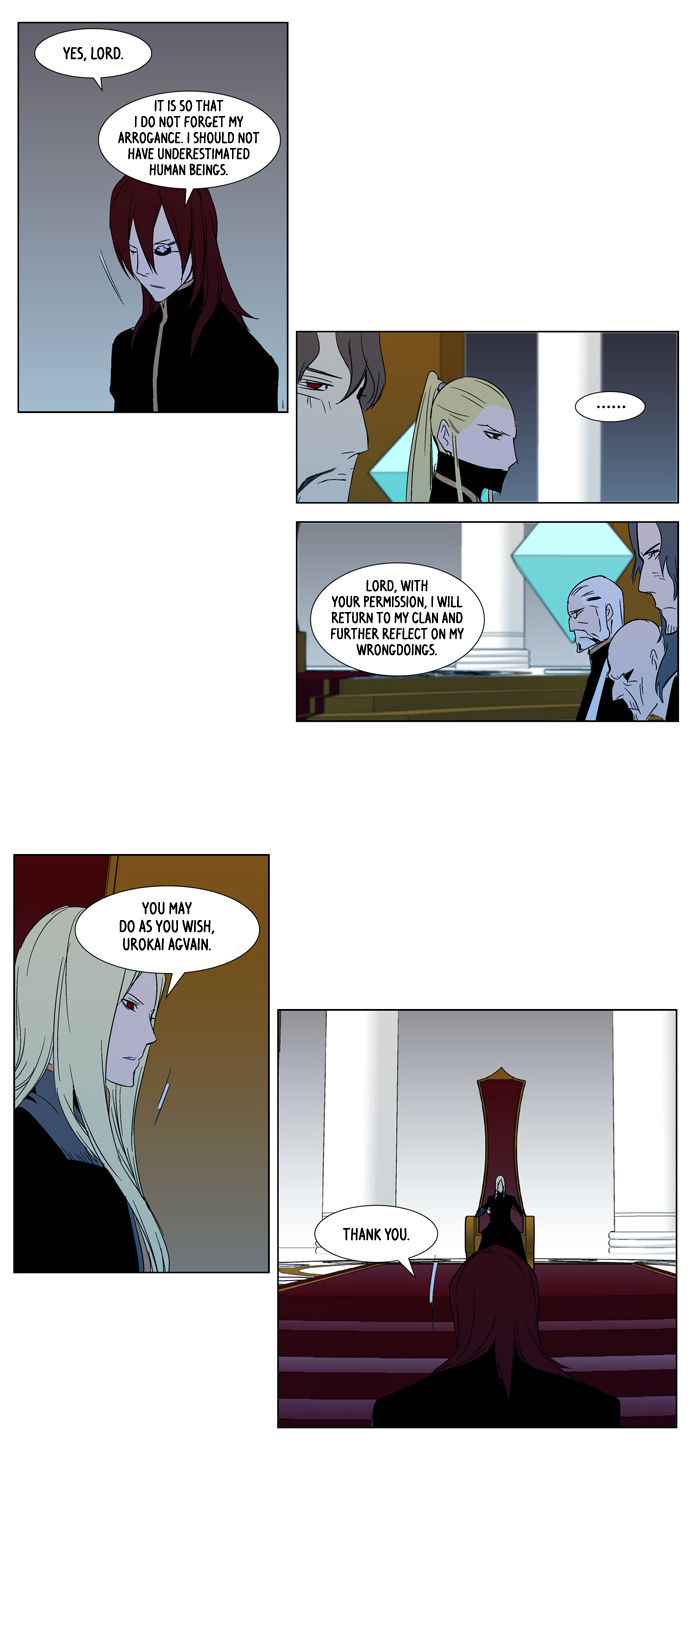 YES, LORD.
IT IS SO THAT
I DO NOT FORGET MY
ARROGANCE. I SHOULD NOT
HAVE UNDERESTIMATED
HUMAN BEINGS.
......
LORD, WITH
YOUR PERMISSION, I WILL
RETURN TO MY CLAN AND
FURTHER REFLECT ON MY
WRONGDOINGS.
YOU MAY
DO AS YOU WISH,
UROKAI AGVAIN.
THANK YOU.